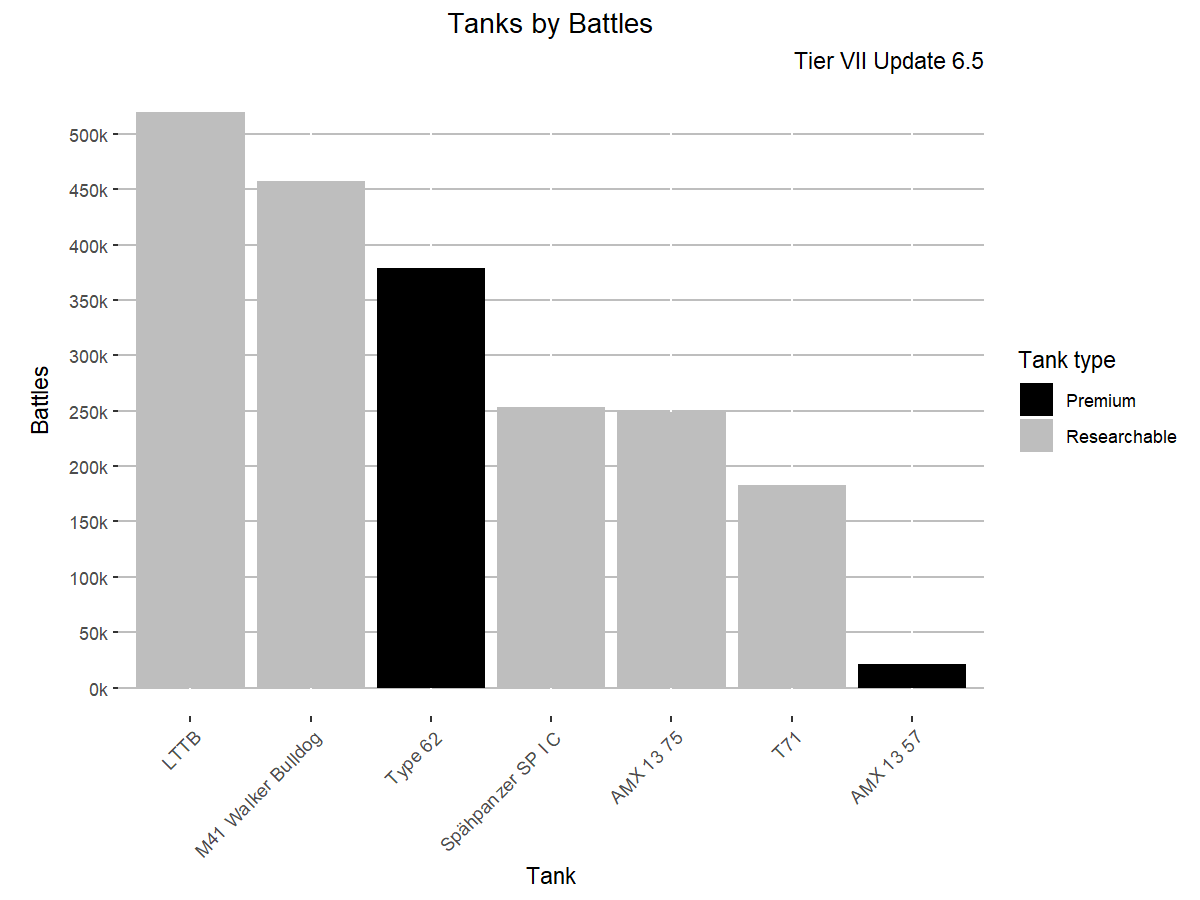 Tanks by Battles
Tier VII Update 6.5
500k
450k
400k
350k
300k
250k
200k
150k
100k
50k
0k
Battles
LTTB
M41 Walker Bulldog
Type 62
Spähpanzer SP I C
AMX 13 75
T71
AMX 13 57
Tank
Tank type
Premium
Researchable